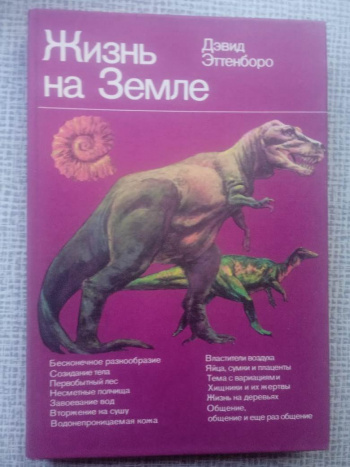 Жизнь
на Земле
Дэвид
Эттенборо
Бесконечное разнообразие
Созидание тела
Первобытный лес
Несметные полчища
Завоевание вод
Вторжение на сушу
Водонепроницаемая кожа
Властители воздуха
Яйца, сумки и плаценты
Тема с вариациями
Хищники и их жертвы
Жизнь на деревьях
Общение,
общение и еще раз общение